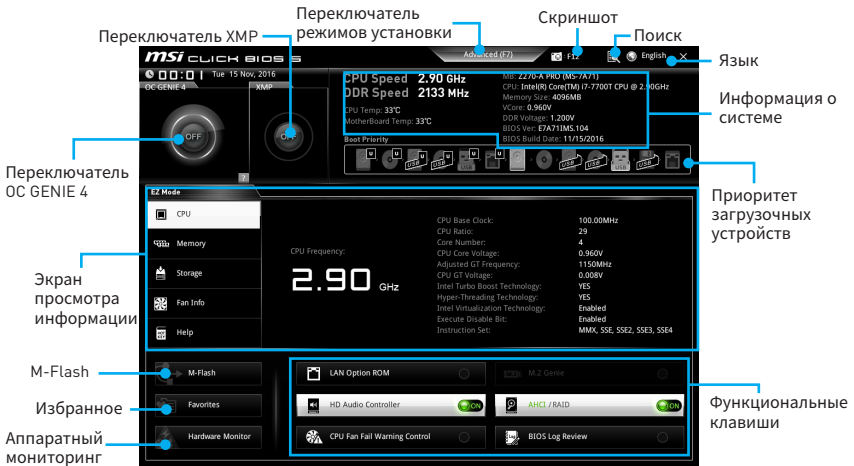 Переключатель XMP
Переключатель
режимов установки
Скриншот
Поиск
Язык
Информация о
системе
Приоритет
загрузочных
устройств
Функциональные
клавиши
Переключатель
OC GENIE 4
Экран
просмотра
информации
M-Flash
Избранное
Аппаратный
мониторинг
msi CLICK BIOS 5
Advanced (F7)
F12
English
X
Tue 15 Nov, 2016
OC GENIE 4
XMP
OFF
OFF
?
CPU Speed 2.90 GHz
DDR Speed 2133 MHz
CPU Temp: 33°C
MotherBoard Temp: 33°C
MB: Z270-A PRO (MS-7A71)
CPU: Intel(R) Core(TM) i7-7700T CPU @ 2.90GHz
Memory Size: 4096MB
VCore: 0.960V
DDR Voltage: 1.200V
BIOS Ver: E7A71IMS.104
BIOS Build Date: 11/15/2016
Boot Priority
U U U U U U U
USB USB USB USB USB USB
EZ Mode
CPU
Memory
Storage
Fan Info
Help
CPU Frequency:
2.90 GHz
CPU Base Clock: 100.00MHz
CPU Ratio: 29
Core Number: 4
CPU Core Voltage: 0.960V
Adjusted GT Frequency: 1150MHz
CPU GT Voltage: 0.008V
Intel Turbo Boost Technology: YES
Hyper-Threading Technology: YES
Intel Virtualization Technology: Enabled
Execute Disable Bit: Enabled
Instruction Set: MMX, SSE, SSE2, SSE3, SSE4
M-Flash
Favorites
Hardware Monitor
LAN Option ROM
M.2 Genie
HD Audio Controller ON
AHCI / RAID ON
CPU Fan Fail Warning Control
BIOS Log Review